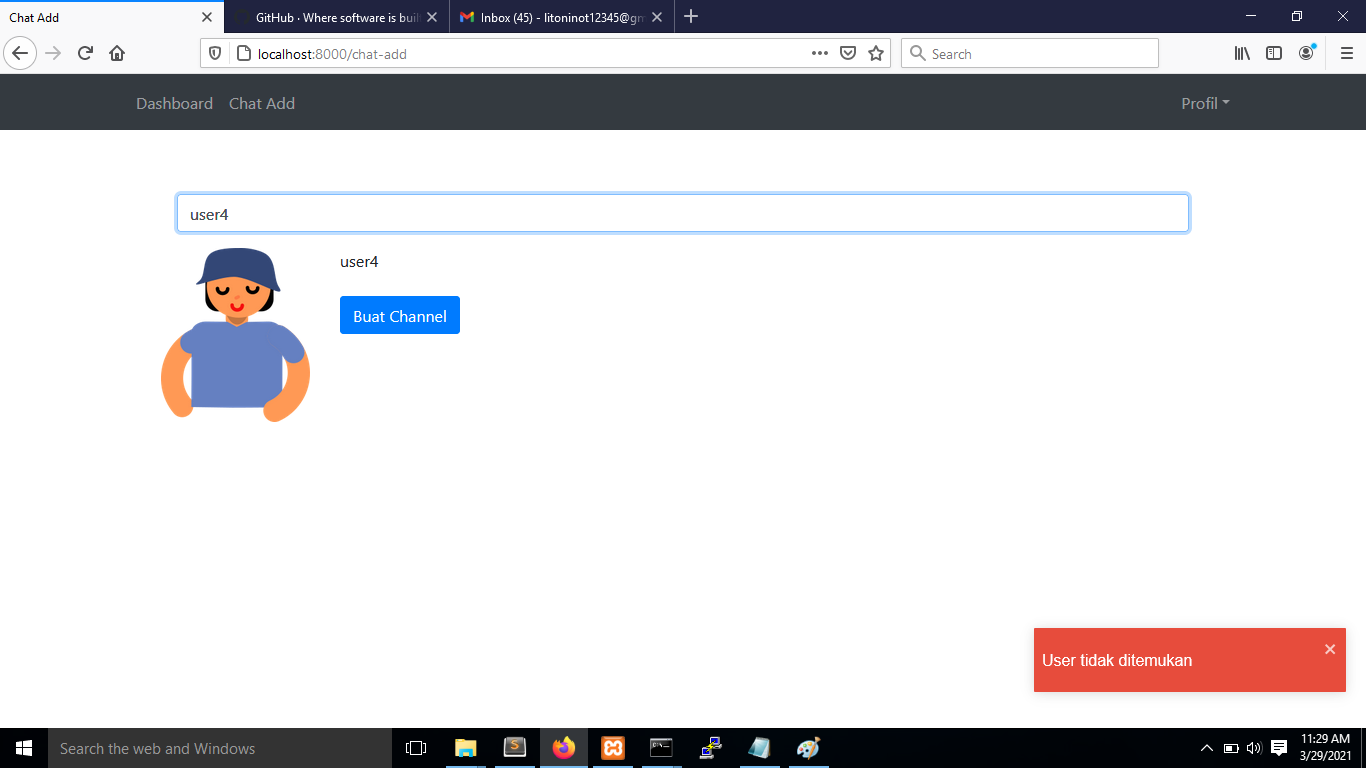 Chat Add
GitHub · Where software is buil
Inbox (45) - litoninot12345@gm
localhost:8000/chat-add
Search
Dashboard
Chat Add
Profil
user4
user4
Buat Channel
User tidak ditemukan
Search the web and Windows
11:29 AM
3/29/2021